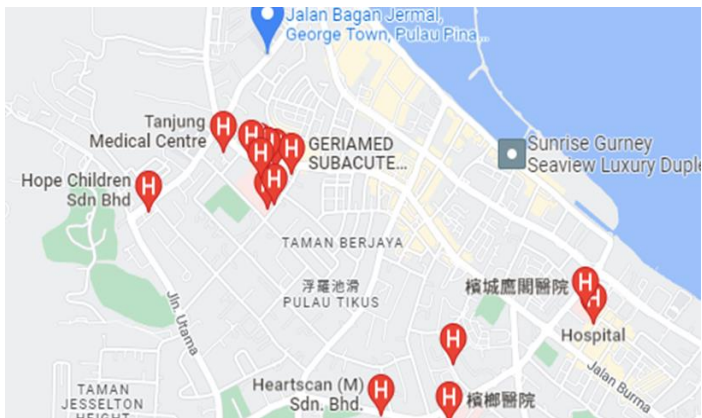 Jalan Bagan Jermal,
George Town, Pulau Pina...
Tanjung
Medical Centre
H
H
H
H
GERIAMED
SUBACUTE...
Sunrise Gurney
Seaview Luxury Duple
Hope Children
Sdn Bhd
H
H
TAMAN BERJAYA
浮羅池滑
PULAU TIKUS
Jln. Utama
檳城鷹閣醫院
H
H
Hospital
H
Jalan Burma
TAMAN
JESSELTON
HEIGHT
Heartscan (M)
Sdn. Bhd.
H
H
檳榔醫院